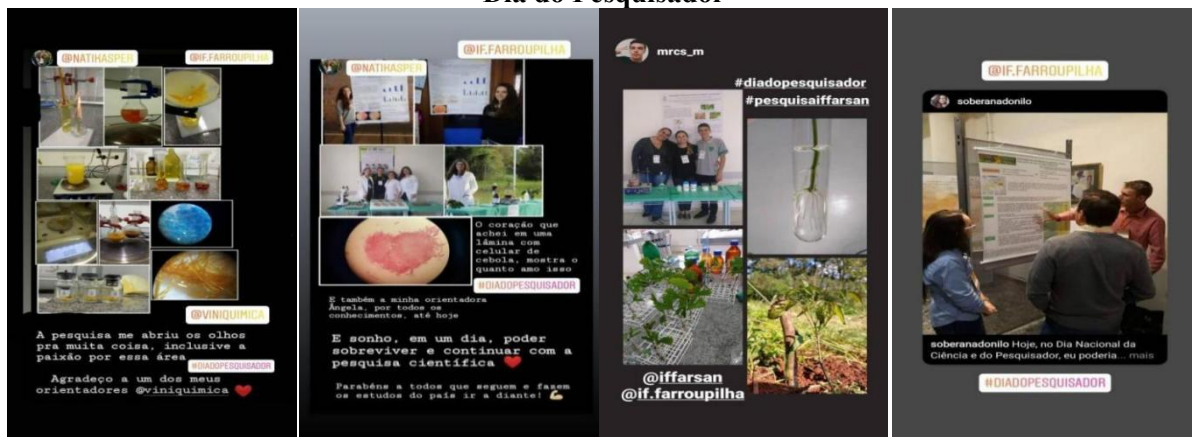 Dia do Pesquisador
@NATIKASPER
@IF.FARROUPILHA
@VINIQUIMICA
A pesquisa me abriu os olhos
pra muita coisa, inclusive a
paixão por essa área
#DIADOPESQUISADOR
Agradeço a um dos meus
orientadores @viniquimica
@IF.FARROUPILHA
@NATIKASPER
O coração que
achei em uma
lâmina com
celular de
cebola, mostra o
quanto amo isso
#DIADOPESQUISADOR
E também a minha orientadora
Ângela, por todos os
conhecimentos, até hoje
E sonho, em um dia, poder
sobreviver e continuar com a
pesquisa científica
Parabéns a todos que seguem e fazem
os estudos do país ir a diante!
mrcs_m
#diadopesquisador
#pesquisaiffarsan
@iffarsan
@if.farroupilha
@IF.FARROUPILHA
soberanadonilo
soberanadonilo Hoje, no Dia Nacional da
Ciência e do Pesquisador, eu poderia... mais
#DIADOPESQUISADOR